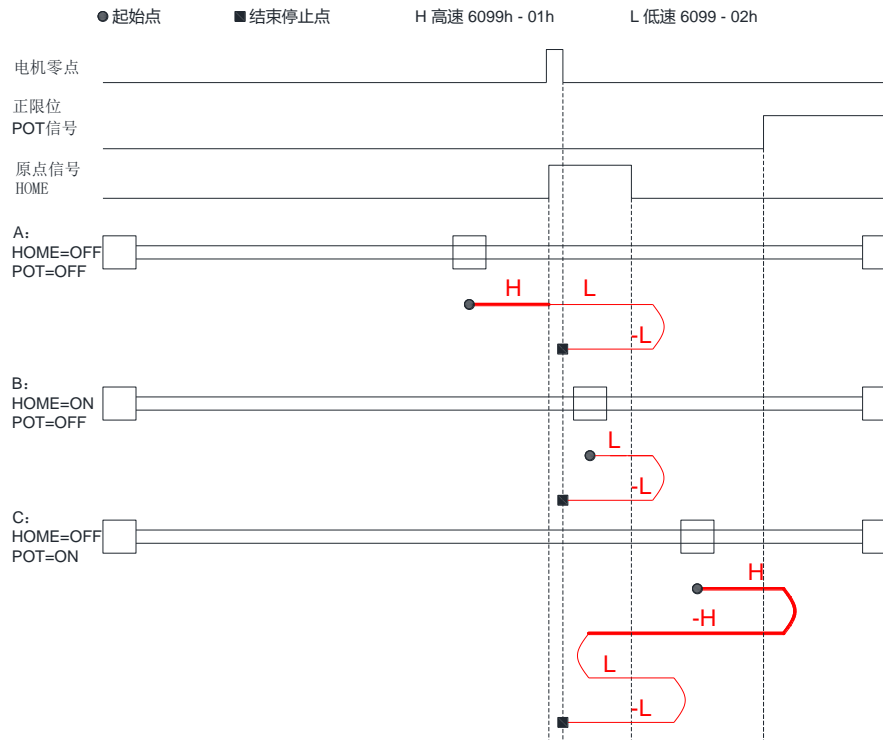 起始点 结束停止点 H 高速 6099h - 01h L 低速 6099 - 02h
电机零点
正限位
POT信号
原点信号
HOME
A:
HOME=OFF
POT=OFF
H L
-L
B:
HOME=ON
POT=OFF
L
-L
C:
HOME=OFF
POT=ON
H
-H
L
-L